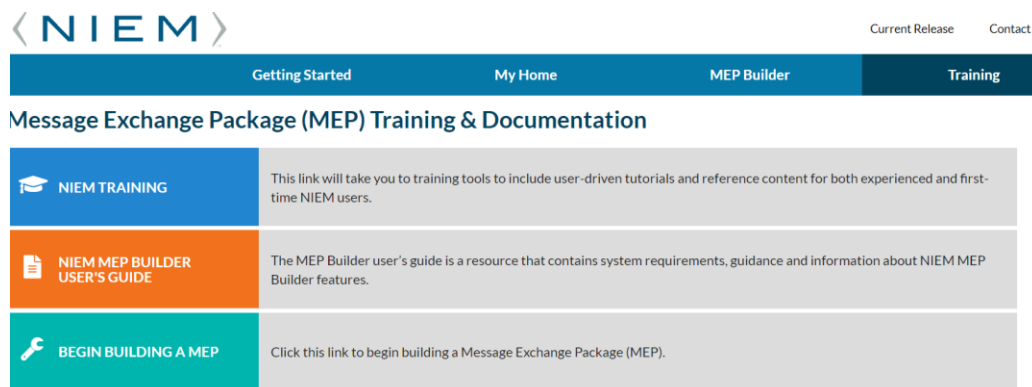 〈NIEM〉
Current Release Contact
Getting Started My Home MEP Builder Training
Message Exchange Package (MEP) Training & Documentation
NIEM TRAINING
This link will take you to training tools to include user-driven tutorials and reference content for both experienced and first-
time NIEM users.
NIEM MEP BUILDER
USER'S GUIDE
The MEP Builder user's guide is a resource that contains system requirements, guidance and information about NIEM MEP
Builder features.
BEGIN BUILDING A MEP
Click this link to begin building a Message Exchange Package (MEP).